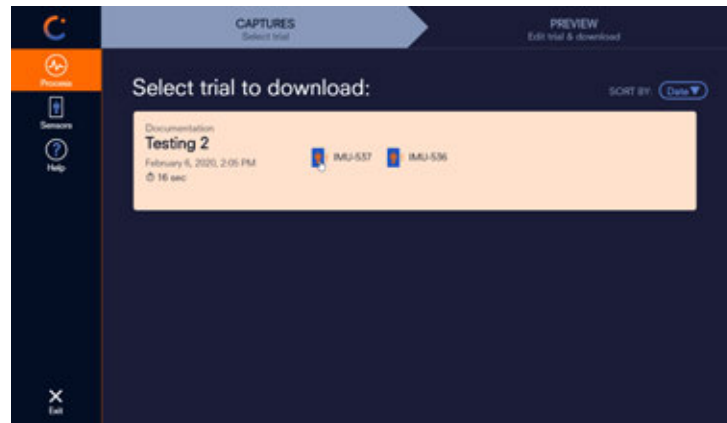 CAPTURES
Select trial
PREVIEW
Edit trial & download
Process
Sensors
Help
Exit
Select trial to download:
SORT BY: Date▼
Documentation
Testing 2
February 6, 2020, 2:05 PM
16 sec
IMU-537
IMU-536